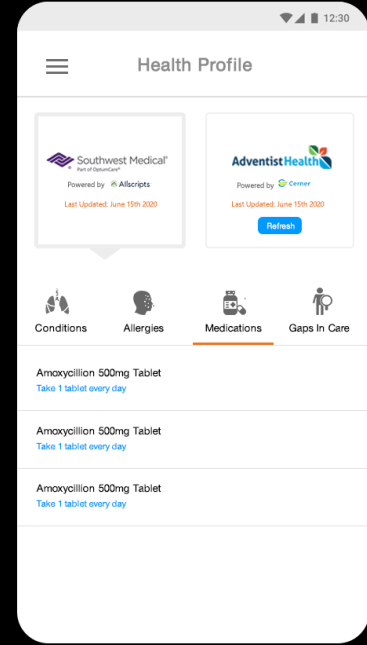 12:30
Health Profile
Southwest Medical
Part of OptumCare®
Powered by Allscripts
Last Updated: June 15th 2020
Adventist Health
Powered by Cerner
Last Updated: June 15th 2020
Refresh
Conditions Allergies Medications Gaps In Care
Amoxycillion 500mg Tablet
Take 1 tablet every day
Amoxycillion 500mg Tablet
Take 1 tablet every day
Amoxycillion 500mg Tablet
Take 1 tablet every day